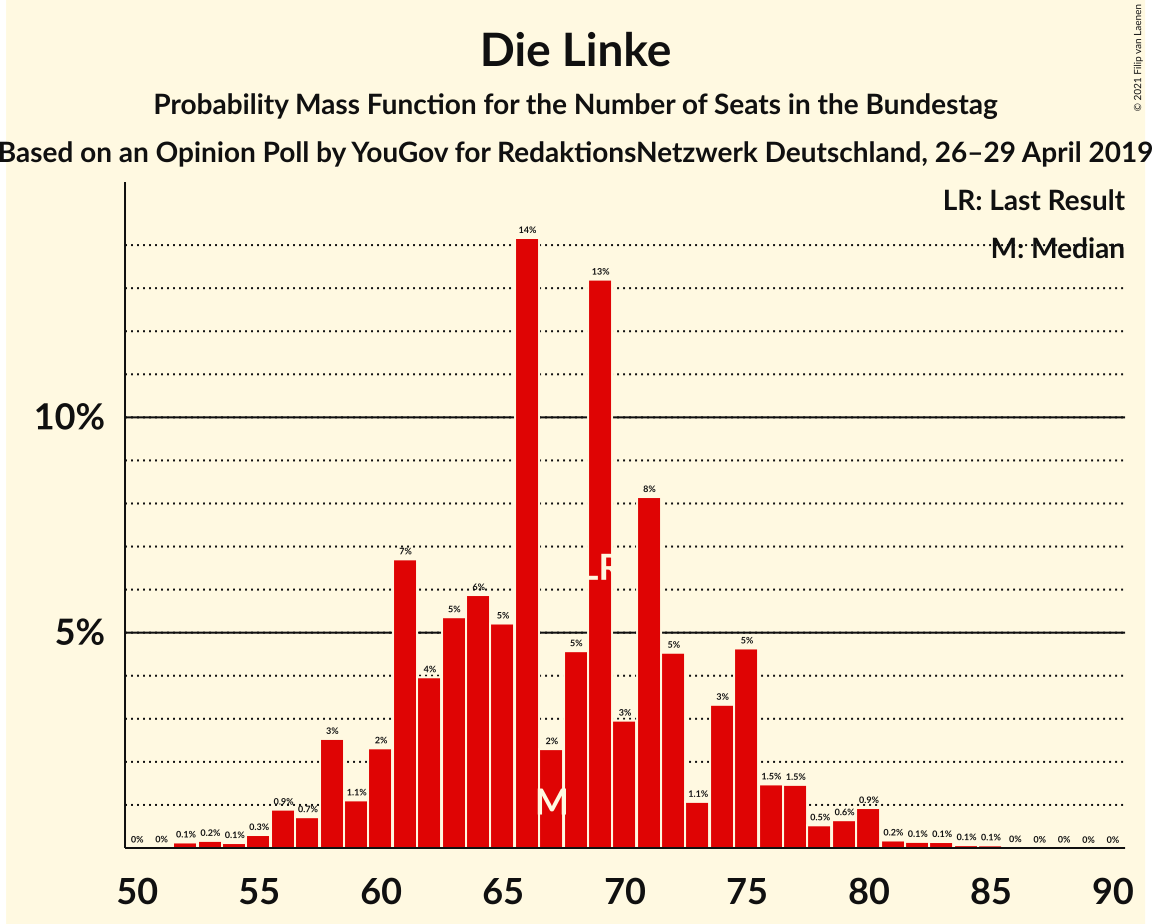 © 2021 Filip van Laenen
Die Linke
Probability Mass Function for the Number of Seats in the Bundestag
Based on an Opinion Poll by YouGov for RedaktionsNetzwerk Deutschland, 26–29 April 2019
LR: Last Result
M: Median
10%
5%
0% 0% 0.1% 0.2% 0.1% 0.3% 0.9% 0.7% 3% 1.1% 2% 7% 4% 5% 6% 5% 14% 2% 5% 13% 3% 8% 5% 1.1% 3% 5% 1.5% 1.5% 0.5% 0.6% 0.9% 0.2% 0.1% 0.1% 0.1% 0.1% 0% 0% 0% 0% 0%
LR
M
50 55 60 65 70 75 80 85 90